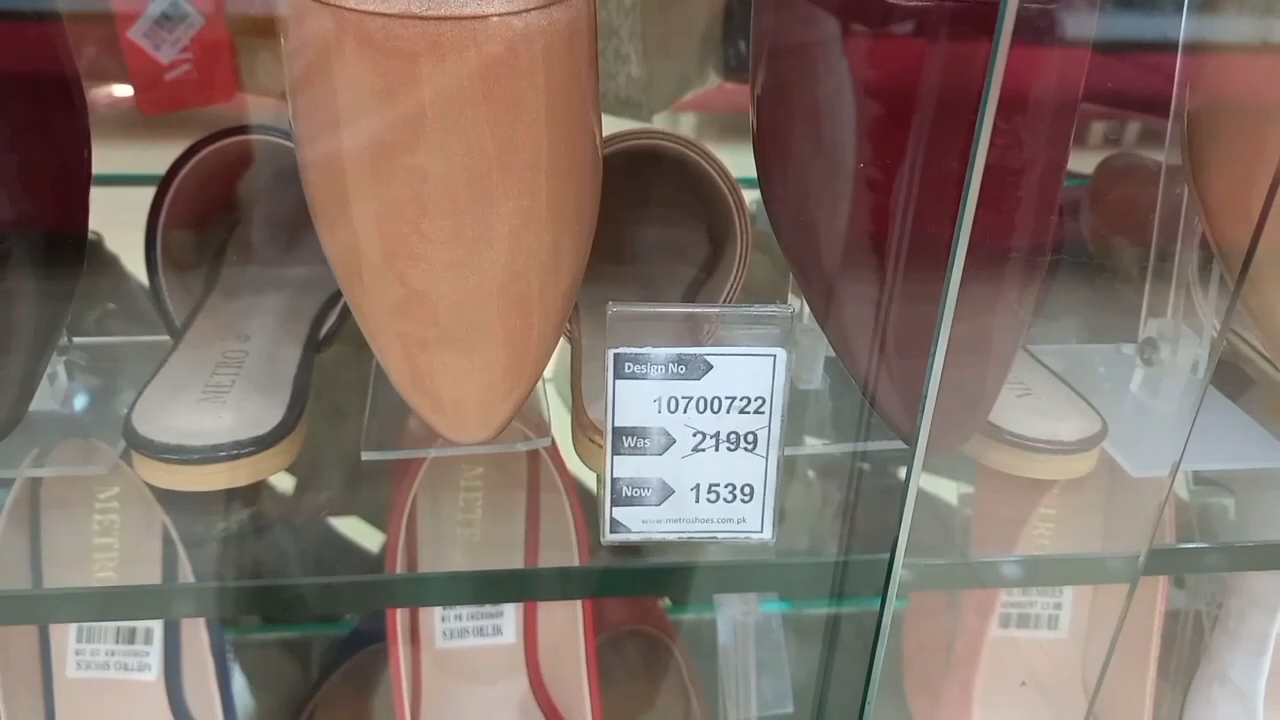 METRO
Design No
10700722
Was 2199
Now 1539
www.metroshoes.com.pk
METRO
METRO
METRO SHOES
METRO SHOES